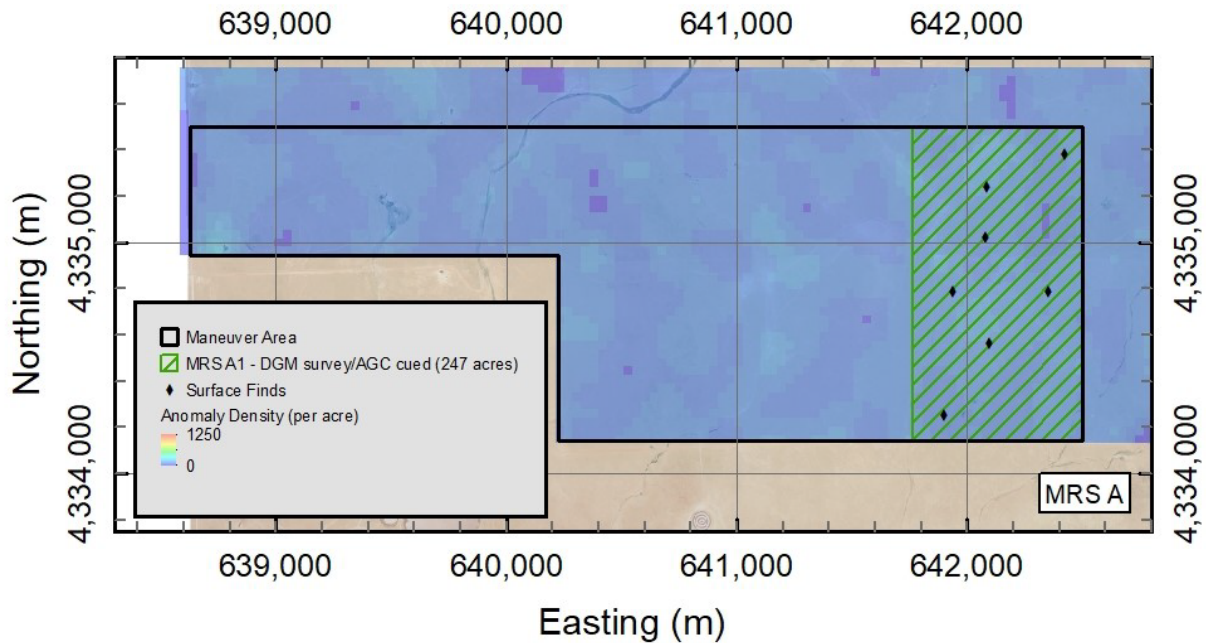 639,000 640,000 641,000 642,000
Northing (m)
4,335,000
4,334,000
4,335,000
4,334,000
Maneuver Area
MRS A1 - DGM survey/AGC cued (247 acres)
Surface Finds
Anomaly Density (per acre)
1250
0
MRS A
639,000 640,000 641,000 642,000
Easting (m)